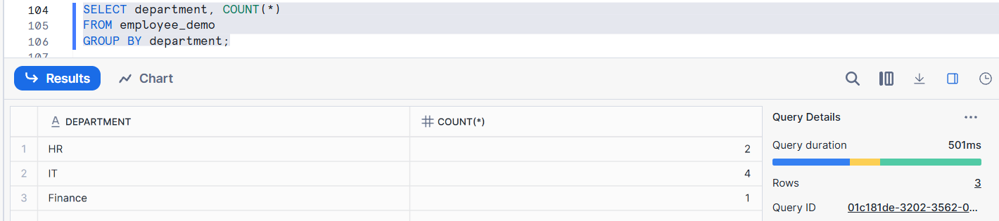 104 SELECT department, COUNT(*)
105 FROM employee_demo
106 GROUP BY department;
107
Results Chart
A DEPARTMENT # COUNT(*)
1 HR 2
2 IT 4
3 Finance 1
Query Details ...
Query duration 501ms
Rows 3
Query ID 01c181de-3202-3562-0...